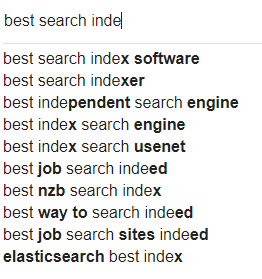 best search inde
best search index software
best search indexer
best independent search engine
best index search engine
best index search usenet
best job search indeed
best nzb search index
best way to search indeed
best job search sites indeed
elasticsearch best index